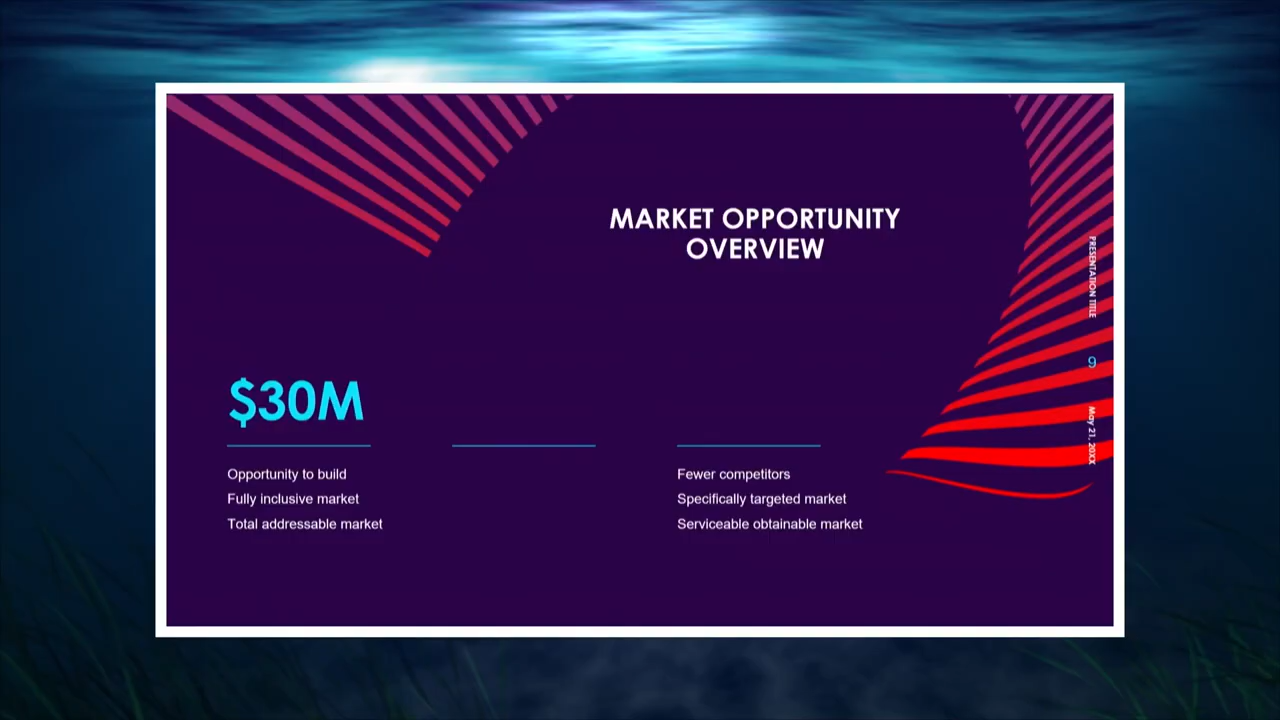 MARKET OPPORTUNITY
OVERVIEW
$30M
Opportunity to build
Fully inclusive market
Total addressable market
Fewer competitors
Specifically targeted market
Serviceable obtainable market
PRESENTATION TITLE
9
May 21, 20XX